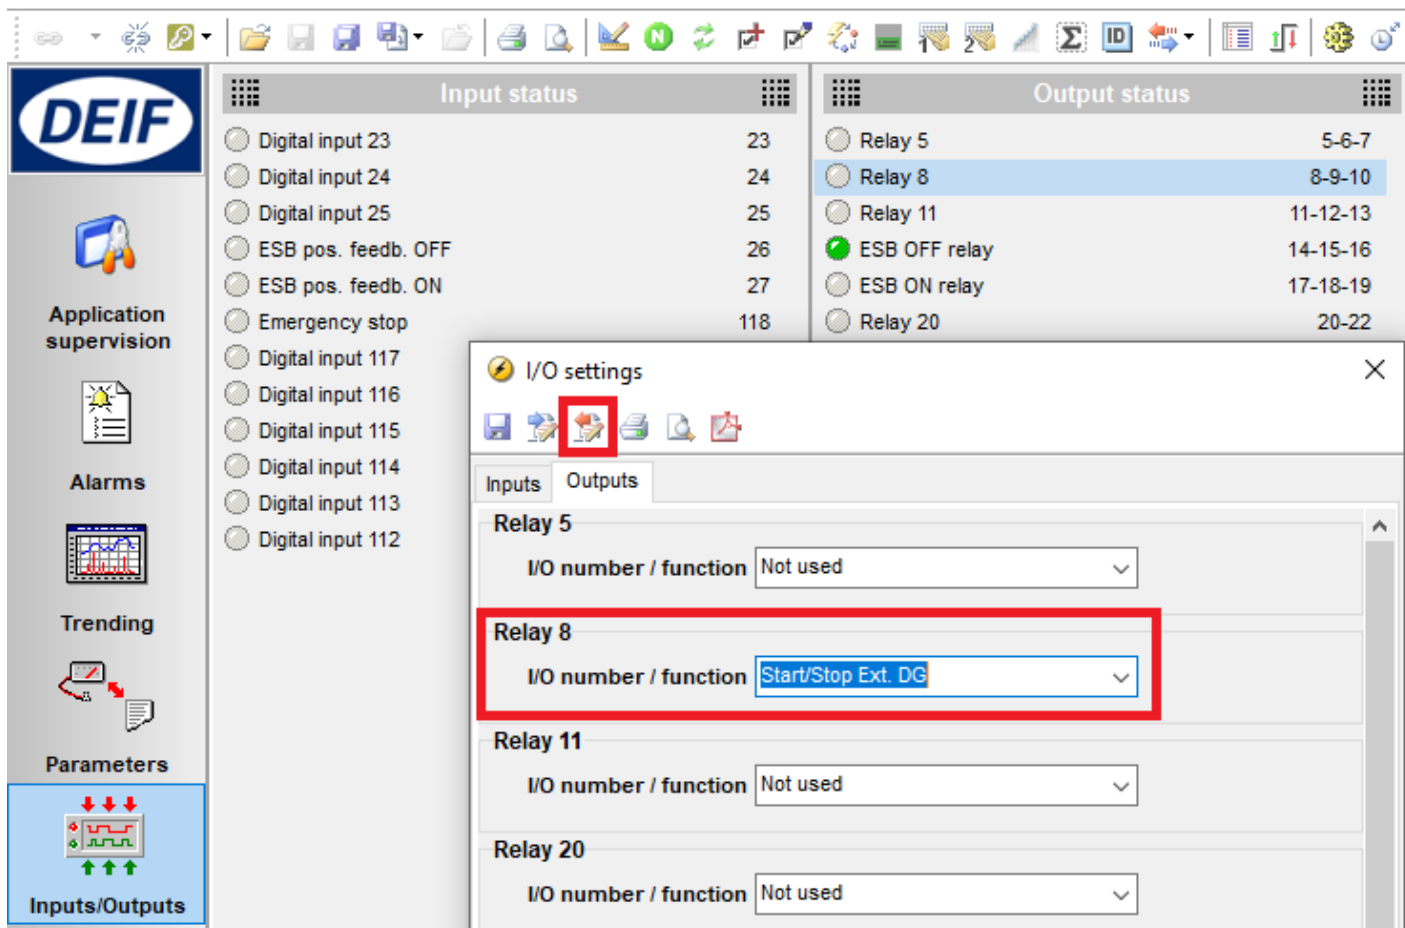 N
2
Σ
ID
DEIF
Application
supervision
Alarms
Trending
Parameters
Inputs/Outputs
Input status
Digital input 23 23
Digital input 24 24
Digital input 25 25
ESB pos. feedb. OFF 26
ESB pos. feedb. ON 27
Emergency stop 118
Digital input 117
Digital input 116
Digital input 115
Digital input 114
Digital input 113
Digital input 112
Output status
Relay 5 5-6-7
Relay 8 8-9-10
Relay 11 11-12-13
ESB OFF relay 14-15-16
ESB ON relay 17-18-19
Relay 20 20-22
I/O settings
Inputs Outputs
Relay 5
I/O number / function Not used
Relay 8
I/O number / function Start/Stop Ext. DG
Relay 11
I/O number / function Not used
Relay 20
I/O number / function Not used